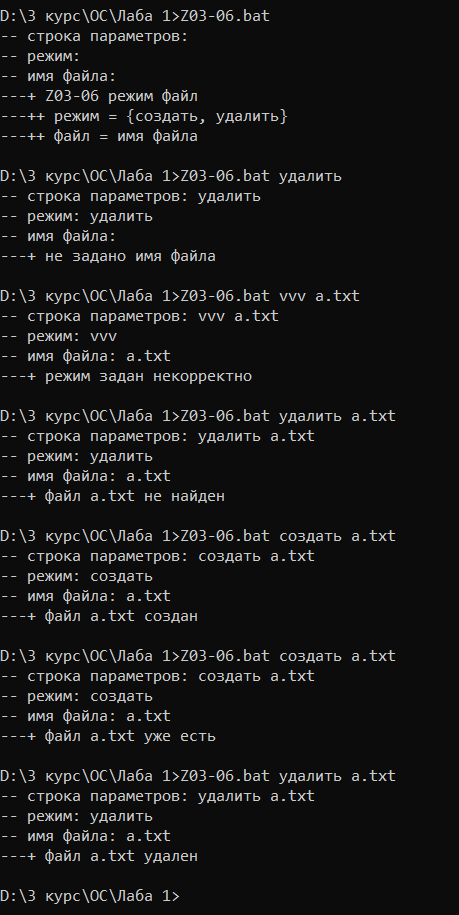 D:\3 курс\ОС\Лаба 1>Z03-06.bat
-- строка параметров:
-- режим:
-- имя файла:
---+ Z03-06 режим файл
---++ режим = {создать, удалить}
---++ файл = имя файла
D:\3 курс\ОС\Лаба 1>Z03-06.bat удалить
-- строка параметров: удалить
-- режим: удалить
-- имя файла:
---+ не задано имя файла
D:\3 курс\ОС\Лаба 1>Z03-06.bat vvv a.txt
-- строка параметров: vvv a.txt
-- режим: vvv
-- имя файла: a.txt
---+ режим задан некорректно
D:\3 курс\ОС\Лаба 1>Z03-06.bat удалить a.txt
-- строка параметров: удалить a.txt
-- режим: удалить
-- имя файла: a.txt
---+ файл a.txt не найден
D:\3 курс\ОС\Лаба 1>Z03-06.bat создать a.txt
-- строка параметров: создать a.txt
-- режим: создать
-- имя файла: a.txt
---+ файл a.txt создан
D:\3 курс\ОС\Лаба 1>Z03-06.bat создать a.txt
-- строка параметров: создать a.txt
-- режим: создать
-- имя файла: a.txt
---+ файл a.txt уже есть
D:\3 курс\ОС\Лаба 1>Z03-06.bat удалить a.txt
-- строка параметров: удалить a.txt
-- режим: удалить
-- имя файла: a.txt
---+ файл a.txt удален
D:\3 курс\ОС\Лаба 1>